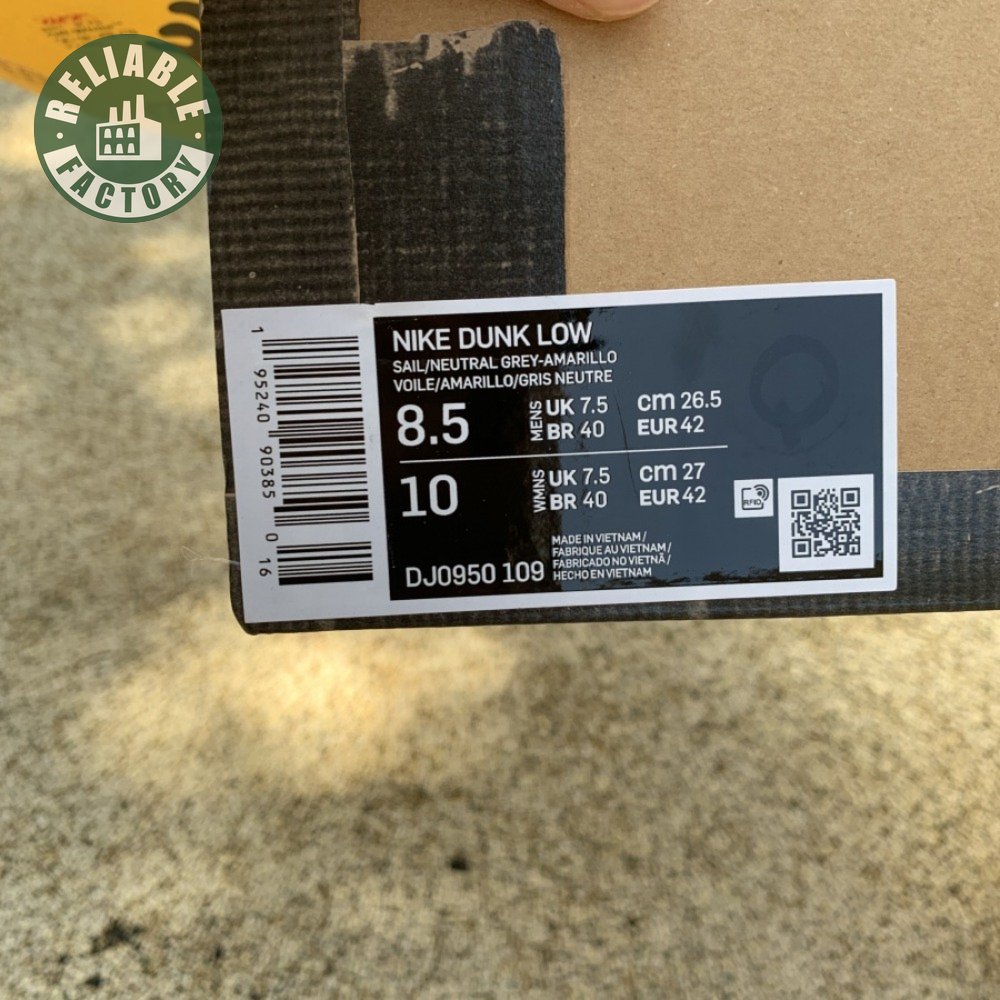 RELIABLE
FACTORY
NIKE DUNK LOW
SAIL/NEUTRAL GREY-AMARILLO
VOILE/AMARILLO/GRIS NEUTRE
8.5 MENS UK 7.5 cm 26.5
BR 40 EUR 42
10 WMNS UK 7.5 cm 27
BR 40 EUR 42
RFID
MADE IN VIETNAM /
FABRIQUE AU VIETNAM /
FABRICADO NO VIETNÃ /
DJ0950 109 HECHO EN VIETNAM
1 95240 90385 0 16